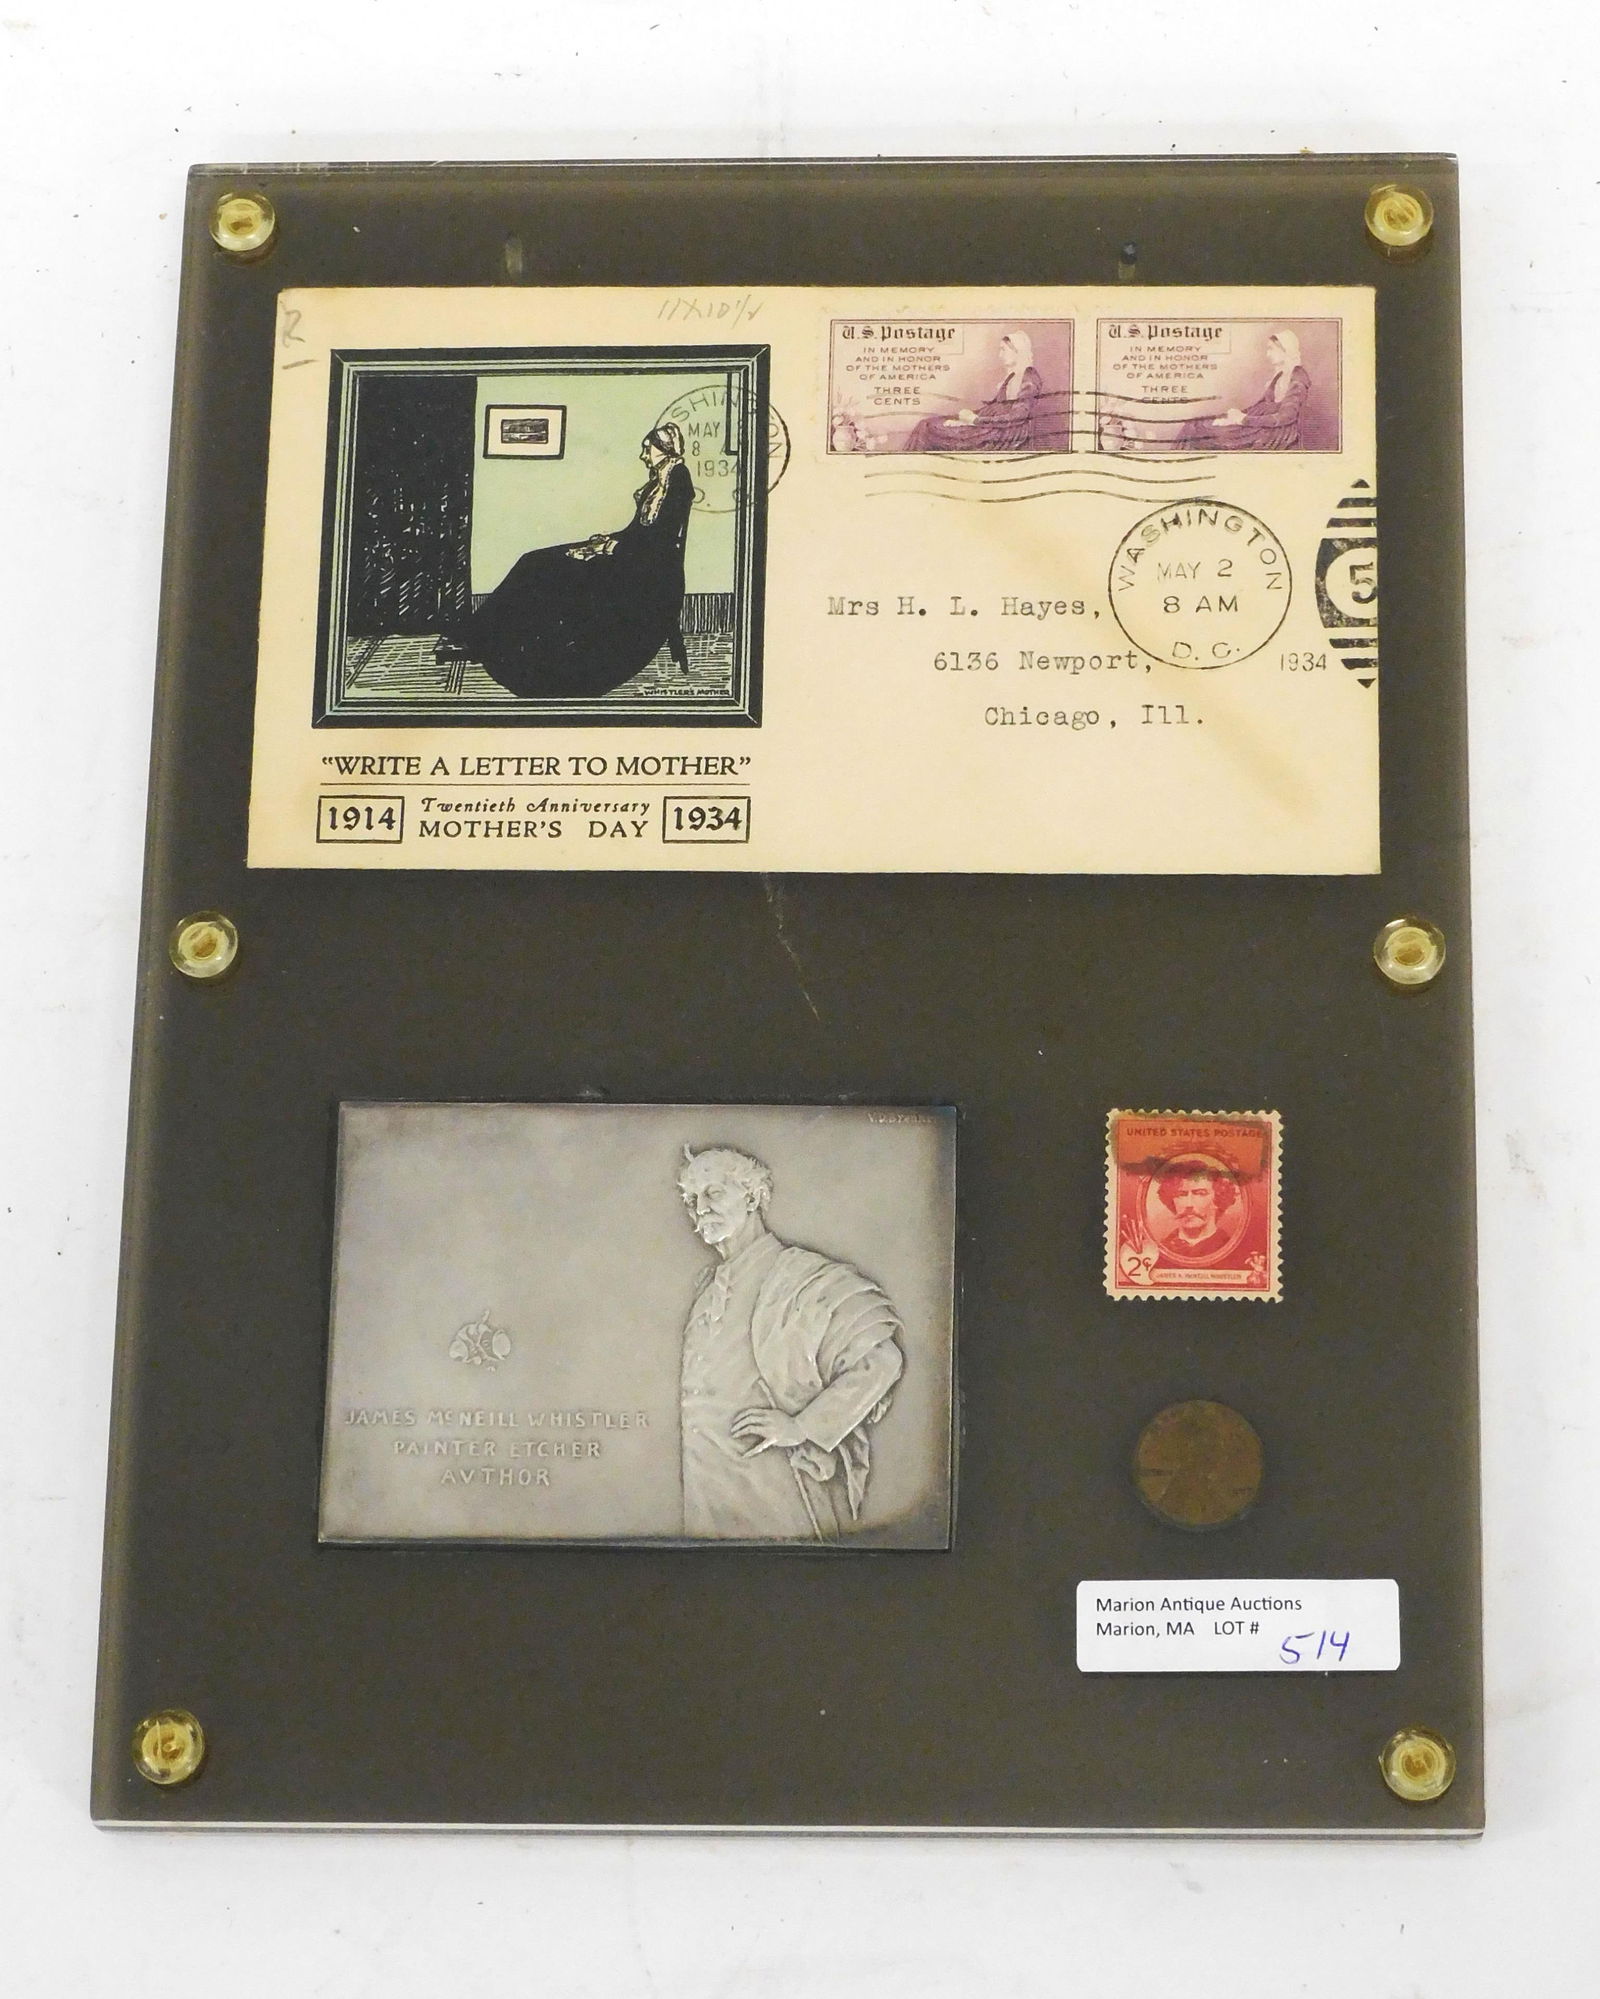 11X10 1/2
WASHINGTON
MAY
8 A
1934
D. C.
WHISTLER'S MOTHER
"WRITE A LETTER TO MOTHER"
1914
Twentieth Anniversary
MOTHER'S DAY
1934
U.S. Postage
IN MEMORY
AND IN HONOR
OF THE MOTHERS
OF AMERICA
THREE
CENTS
U.S. Postage
IN MEMORY
AND IN HONOR
OF THE MOTHERS
OF AMERICA
THREE
CENTS
WASHINGTON
MAY 2
8 AM
D. C.
1934
5
Mrs H. L. Hayes,
6136 Newport,
Chicago, Ill.
JAMES McNEILL WHISTLER
PAINTER ETCHER
AVTHOR
UNITED STATES POSTAGE
2¢
JAMES A. McNEILL WHISTLER
Marion Antique Auctions
Marion, MA LOT # 514